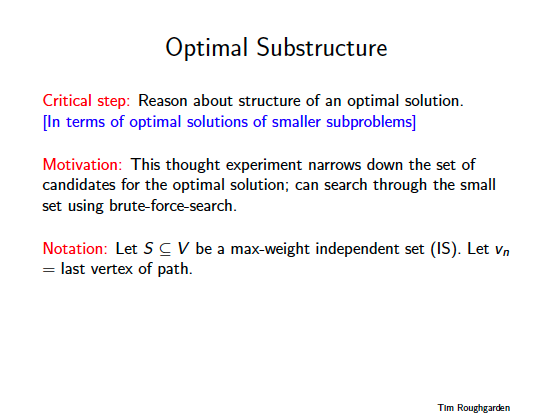 Optimal Substructure
Critical step: Reason about structure of an optimal solution.
[In terms of optimal solutions of smaller subproblems]
Motivation: This thought experiment narrows down the set of
candidates for the optimal solution; can search through the small
set using brute-force-search.
Notation: Let S ⊆ V be a max-weight independent set (IS). Let vₙ
= last vertex of path.
Tim Roughgarden